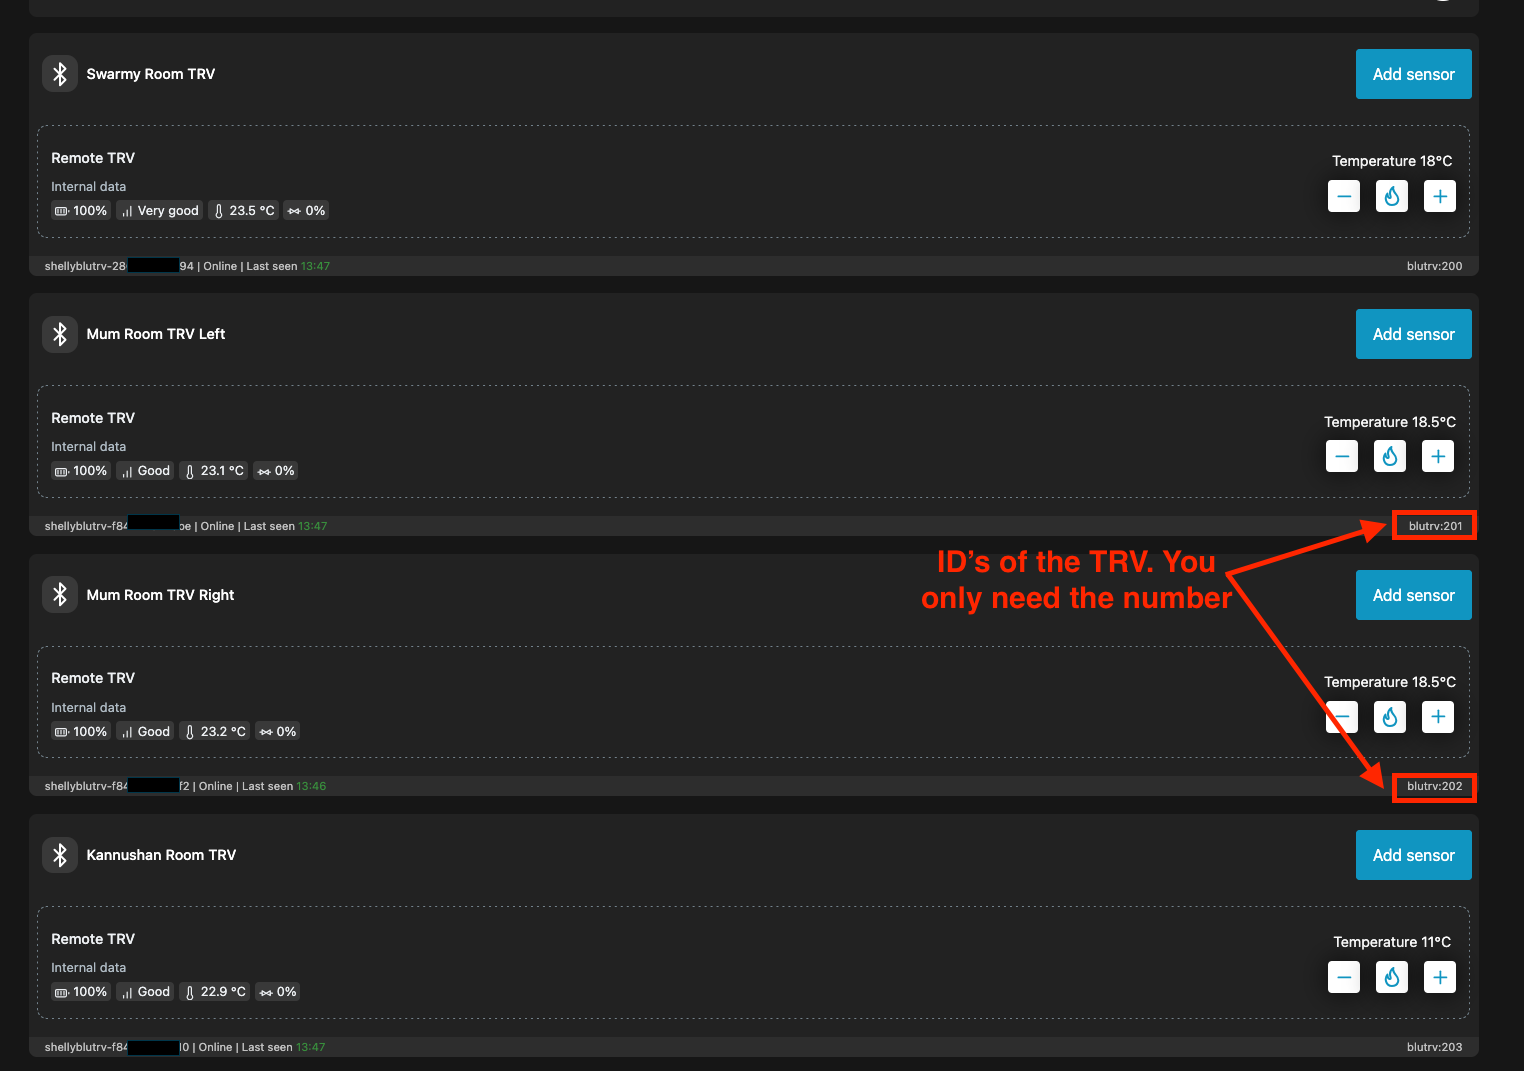 Swarmy Room TRV
Add sensor
Remote TRV
Temperature 18°C
Internal data
100% Very good 23.5 °C 0%
shellyblutrv-28 94 | Online | Last seen 13:47
blutrv:200
Mum Room TRV Left
Add sensor
Remote TRV
Temperature 18.5°C
Internal data
100% Good 23.1 °C 0%
shellyblutrv-f84 be | Online | Last seen 13:47
blutrv:201
ID’s of the TRV. You
only need the number
Mum Room TRV Right
Add sensor
Remote TRV
Temperature 18.5°C
Internal data
100% Good 23.2 °C 0%
shellyblutrv-f84 f2 | Online | Last seen 13:46
blutrv:202
Kannushan Room TRV
Add sensor
Remote TRV
Temperature 11°C
Internal data
100% Good 22.9 °C 0%
shellyblutrv-f84 0 | Online | Last seen 13:47
blutrv:203